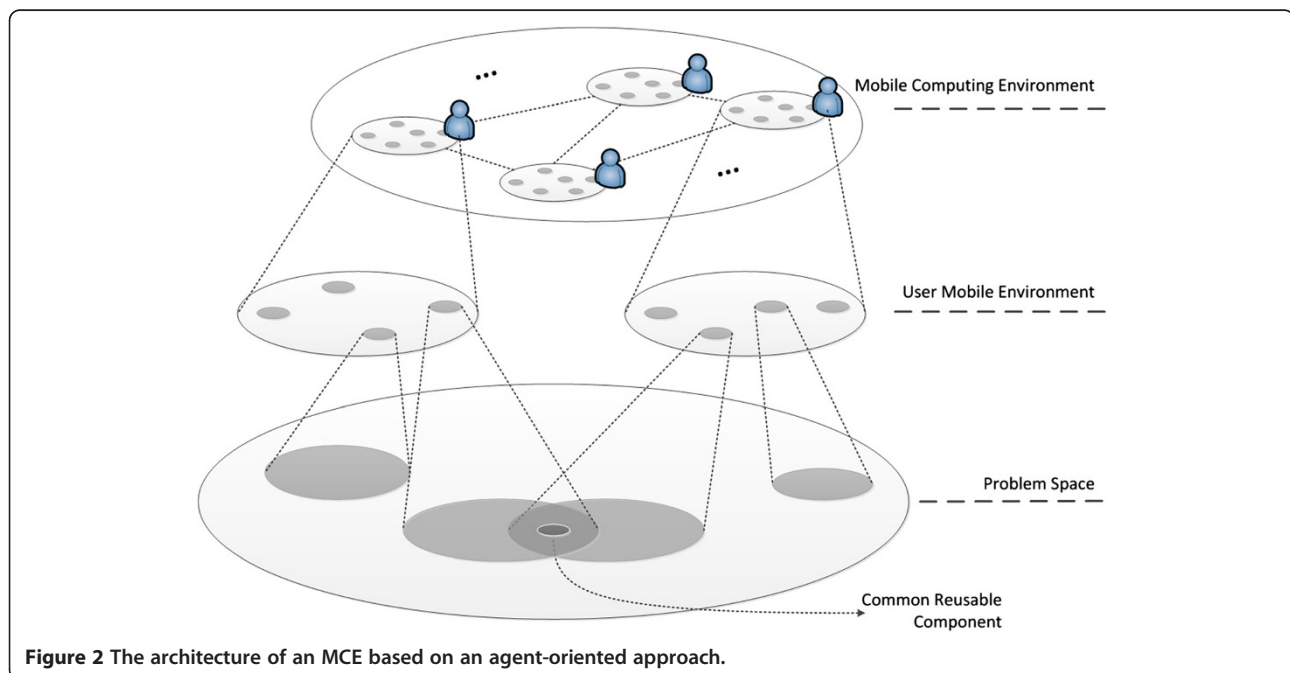 Mobile Computing Environment
User Mobile Environment
Problem Space
Common Reusable
Component
Figure 2 The architecture of an MCE based on an agent-oriented approach.